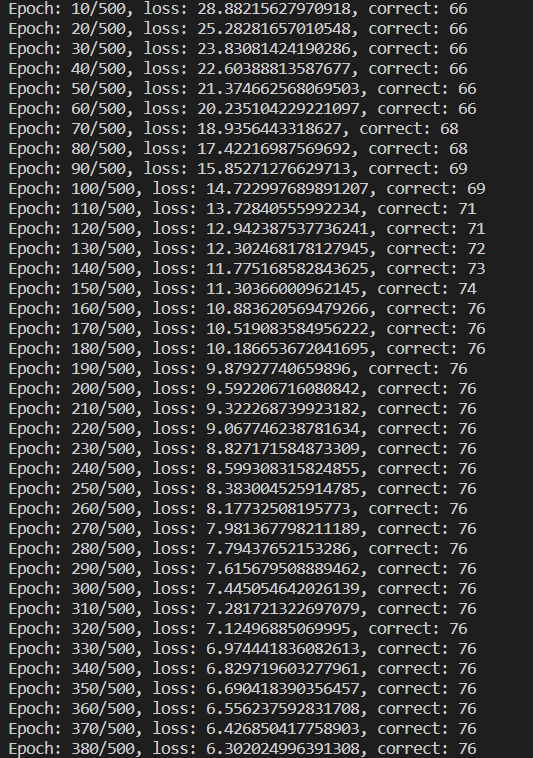 Epoch: 10/500, loss: 28.88215627970918, correct: 66
Epoch: 20/500, loss: 25.28281657010548, correct: 66
Epoch: 30/500, loss: 23.83081424190286, correct: 66
Epoch: 40/500, loss: 22.60388813587677, correct: 66
Epoch: 50/500, loss: 21.374662568069503, correct: 66
Epoch: 60/500, loss: 20.235104229221097, correct: 66
Epoch: 70/500, loss: 18.9356443318627, correct: 68
Epoch: 80/500, loss: 17.42216987569692, correct: 68
Epoch: 90/500, loss: 15.85271276629713, correct: 69
Epoch: 100/500, loss: 14.722997689891207, correct: 69
Epoch: 110/500, loss: 13.72840555992234, correct: 71
Epoch: 120/500, loss: 12.942387537736241, correct: 71
Epoch: 130/500, loss: 12.302468178127945, correct: 72
Epoch: 140/500, loss: 11.775168582843625, correct: 73
Epoch: 150/500, loss: 11.30366000962145, correct: 74
Epoch: 160/500, loss: 10.883620569479266, correct: 76
Epoch: 170/500, loss: 10.519083584956222, correct: 76
Epoch: 180/500, loss: 10.186653672041695, correct: 76
Epoch: 190/500, loss: 9.87927740659896, correct: 76
Epoch: 200/500, loss: 9.592206716080842, correct: 76
Epoch: 210/500, loss: 9.322268739923182, correct: 76
Epoch: 220/500, loss: 9.067746238781634, correct: 76
Epoch: 230/500, loss: 8.827171584873309, correct: 76
Epoch: 240/500, loss: 8.599308315824855, correct: 76
Epoch: 250/500, loss: 8.383004525914785, correct: 76
Epoch: 260/500, loss: 8.17732508195773, correct: 76
Epoch: 270/500, loss: 7.981367798211189, correct: 76
Epoch: 280/500, loss: 7.79437652153286, correct: 76
Epoch: 290/500, loss: 7.615679508889462, correct: 76
Epoch: 300/500, loss: 7.445054642026139, correct: 76
Epoch: 310/500, loss: 7.281721322697079, correct: 76
Epoch: 320/500, loss: 7.12496885069995, correct: 76
Epoch: 330/500, loss: 6.974441836082613, correct: 76
Epoch: 340/500, loss: 6.829719603277961, correct: 76
Epoch: 350/500, loss: 6.690418390356457, correct: 76
Epoch: 360/500, loss: 6.556237592831708, correct: 76
Epoch: 370/500, loss: 6.426850417758903, correct: 76
Epoch: 380/500, loss: 6.302024996391308, correct: 76